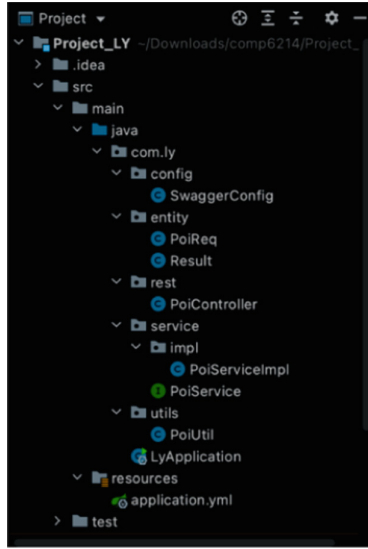 Project
Project_LY ~/Downloads/comp6214/Project_
.idea
src
main
java
com.ly
config
SwaggerConfig
entity
PoiReq
Result
rest
PoiController
service
impl
PoiServiceImpl
PoiService
utils
PoiUtil
LyApplication
resources
application.yml
test